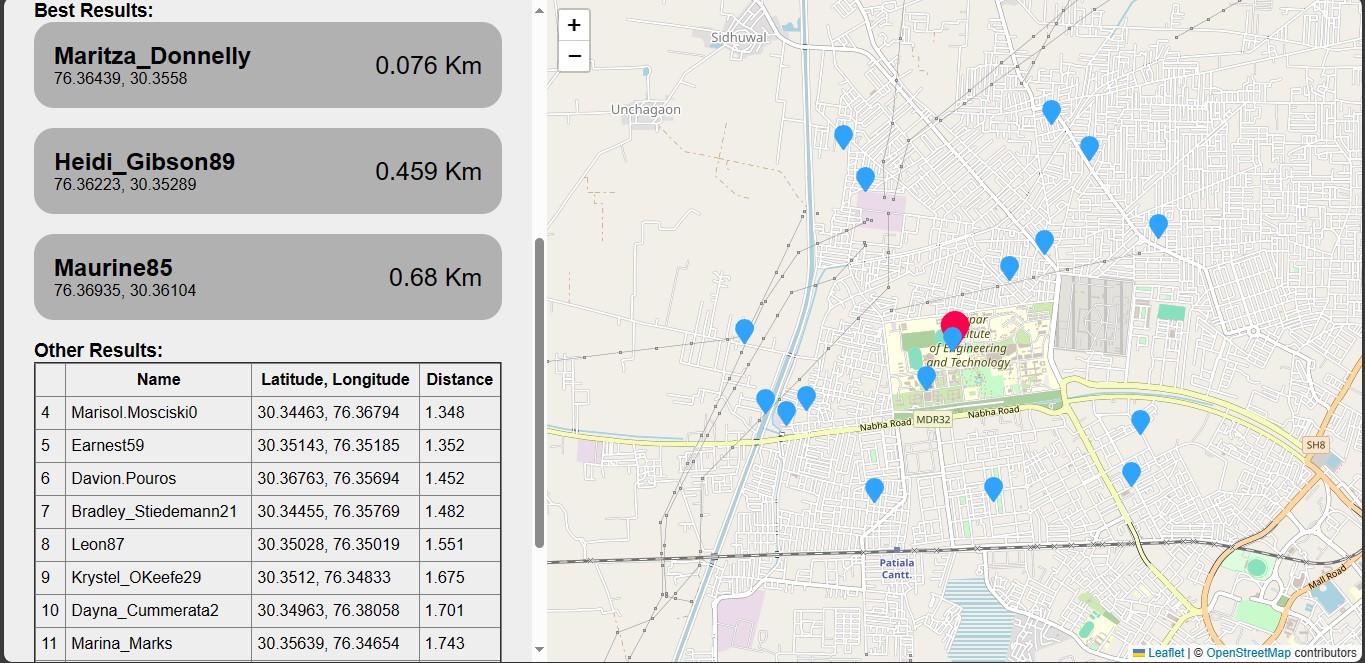 Best Results:
Maritza_Donnelly
76.36439, 30.3558
0.076 Km
Heidi_Gibson89
76.36223, 30.35289
0.459 Km
Maurine85
76.36935, 30.36104
0.68 Km
Other Results:
Name Latitude, Longitude Distance
4 Marisol.Mosciski0 30.34463, 76.36794 1.348
5 Earnest59 30.35143, 76.35185 1.352
6 Davion.Pouros 30.36763, 76.35694 1.452
7 Bradley_Stiedemann21 30.34455, 76.35769 1.482
8 Leon87 30.35028, 76.35019 1.551
9 Krystel_OKeefe29 30.3512, 76.34833 1.675
10 Dayna_Cummerata2 30.34963, 76.38058 1.701
11 Marina_Marks 30.35639, 76.34654 1.743
+
−
Sidhuwal
Unchagaon
of Engineering
and Technology
Nabha Road
MDR32
Nabha Road
SH8
Patiala
Cantt.
Mall Road
Leaflet | © OpenStreetMap contributors